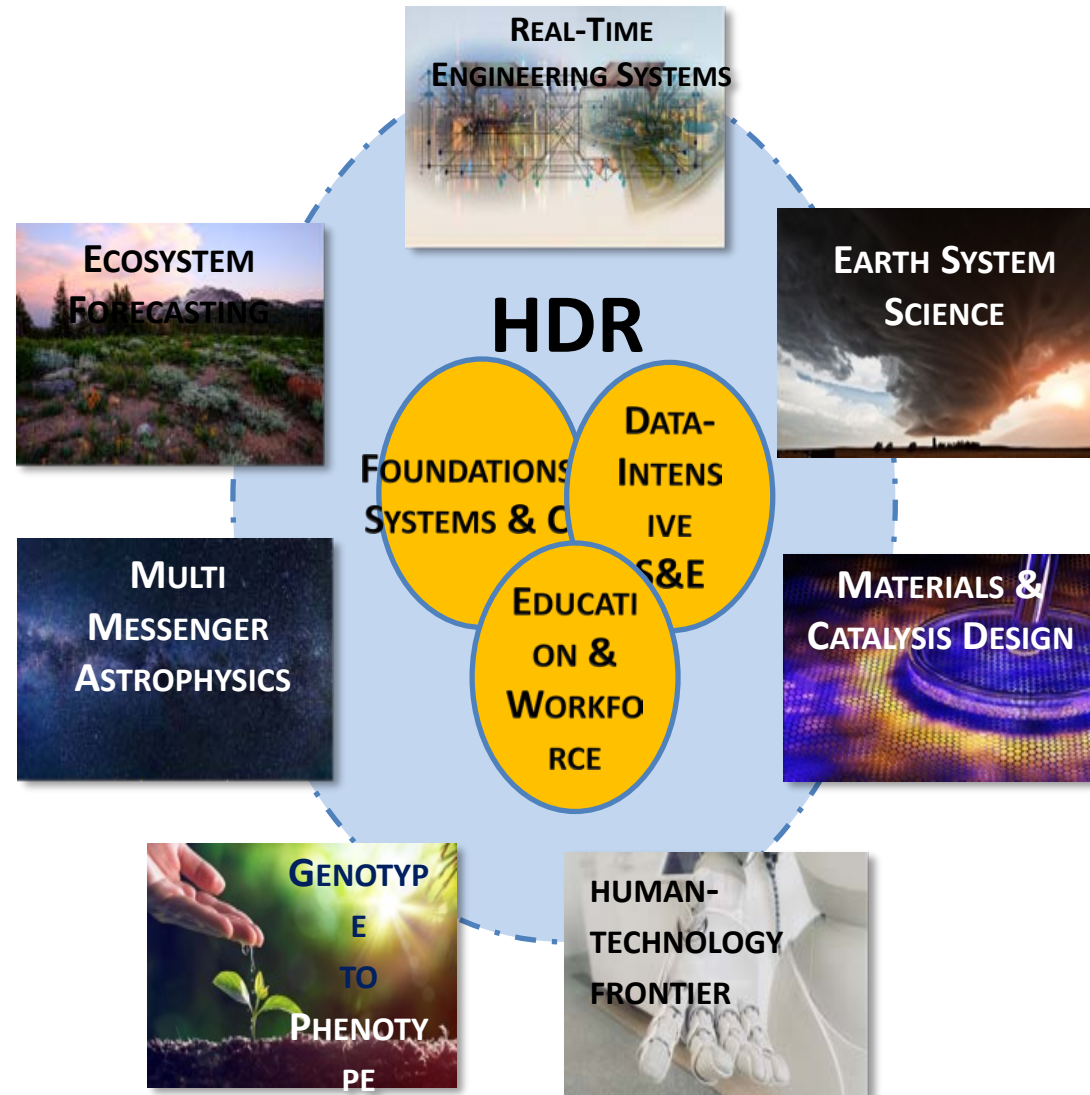 REAL-TIME
ENGINEERING SYSTEMS
ECOSYSTEM
FORECASTING
EARTH SYSTEM
SCIENCE
HDR
FOUNDATIONS
SYSTEMS & C
DATA-
INTENS
IVE
S&E
EDUCATI
ON &
WORKFO
RCE
MULTI
MESSENGER
ASTROPHYSICS
MATERIALS &
CATALYSIS DESIGN
GENOTYP
E
TO
PHENOTY
PE
HUMAN-
TECHNOLOGY
FRONTIER